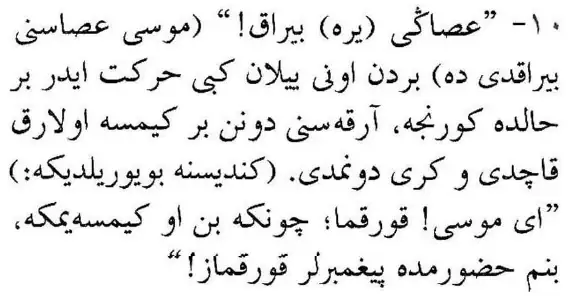 ١٠- ”عصاڭی (یره) بیراق!“ (موسی عصاسنی
بیراقدی ده) بردن اونی ییلان کبی حرکت ایدر بر
حالده کورنجه، آرقه‌سنی دونن بر کیمسه اولارق
قاچدی و کری دونمدی. (کندیسنه بویوریلدیکه:)
”ای موسی! قورقما؛ چونکه بن او کیمسه‌یمکه،
بنم حضورمده پیغمبرلر قورقماز!“